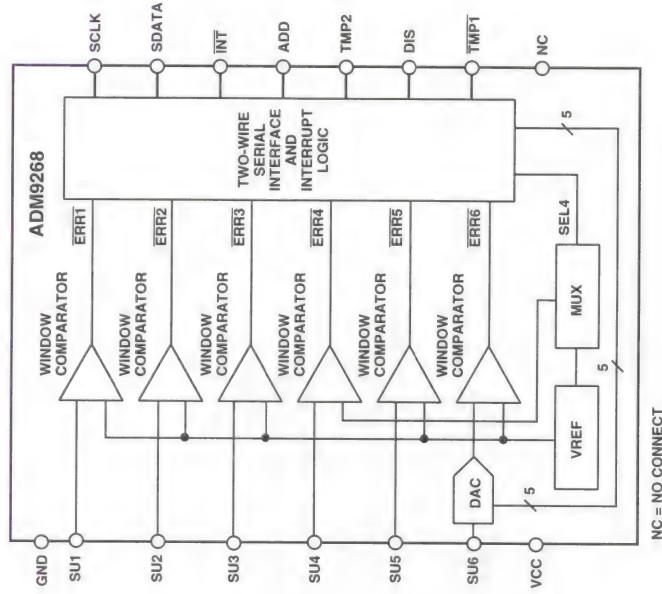 ADM9268
GND
SU1
SU2
SU3
SU4
SU5
SU6
VCC
WINDOW
COMPARATOR
WINDOW
COMPARATOR
WINDOW
COMPARATOR
WINDOW
COMPARATOR
WINDOW
COMPARATOR
WINDOW
COMPARATOR
ERR1
ERR2
ERR3
ERR4
ERR5
ERR6
TWO-WIRE
SERIAL
INTERFACE
AND
INTERRUPT
LOGIC
SCLK
SDATA
INT
ADD
TMP2
DIS
TMP1
NC
DAC
5
VREF
MUX
SEL4
5
5
NC = NO CONNECT